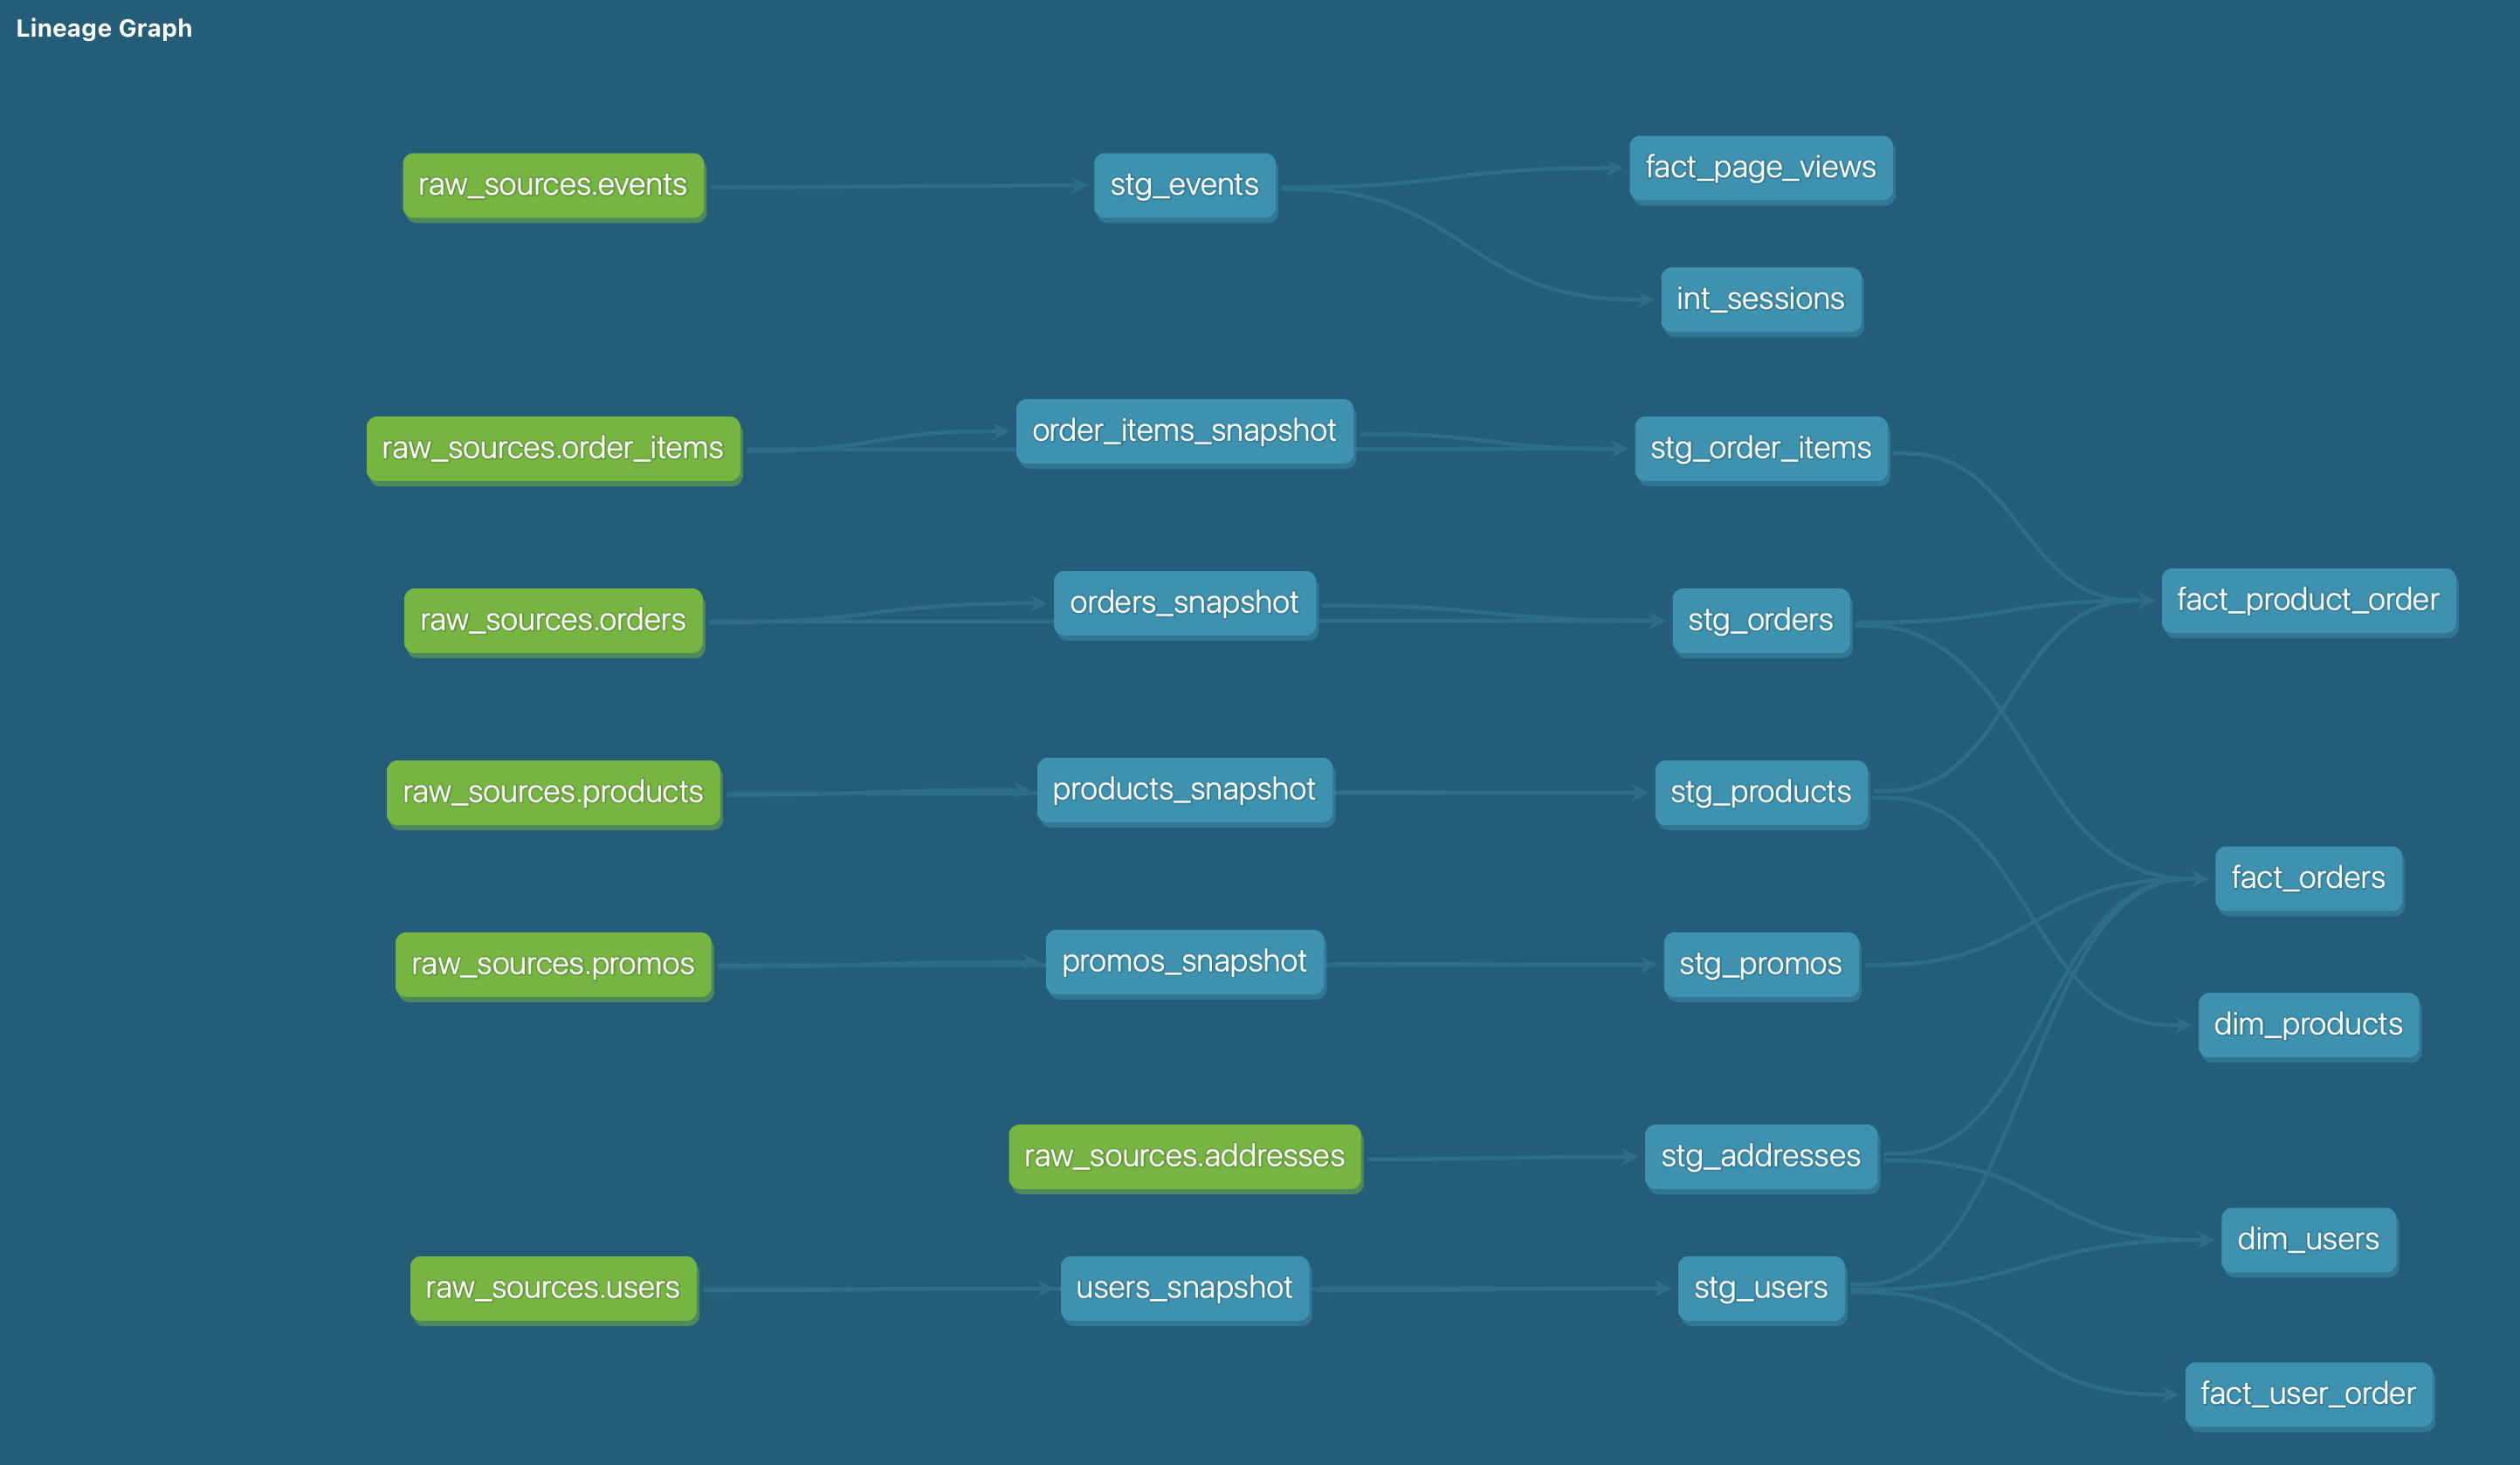 Lineage Graph
raw_sources.events
stg_events
fact_page_views
int_sessions
raw_sources.order_items
order_items_snapshot
stg_order_items
raw_sources.orders
orders_snapshot
stg_orders
fact_product_order
raw_sources.products
products_snapshot
stg_products
fact_orders
raw_sources.promos
promos_snapshot
stg_promos
dim_products
raw_sources.addresses
stg_addresses
dim_users
raw_sources.users
users_snapshot
stg_users
fact_user_order